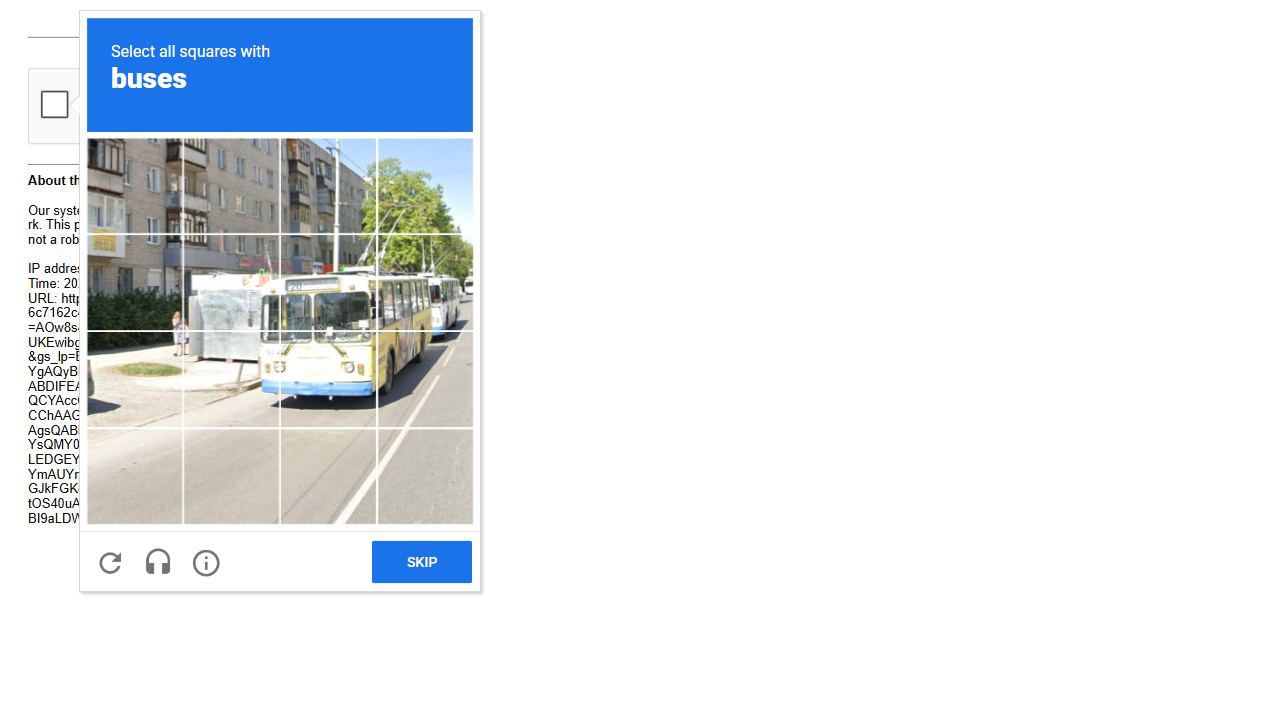 Select all squares with
buses
About th
Our syste
rk. This p
not a rob
IP addres
Time: 20
URL: http
6c7162c
=AOw8s
UKEwibg
&gs_lp=E
YgAQyB
ABDIFEA
QCYAcc
CChAAG
AgsQAB
YsQMY0
LEDGEY
YmAUYr
GJkFGK
tOS40uA
BI9aLDW
20
SKIP